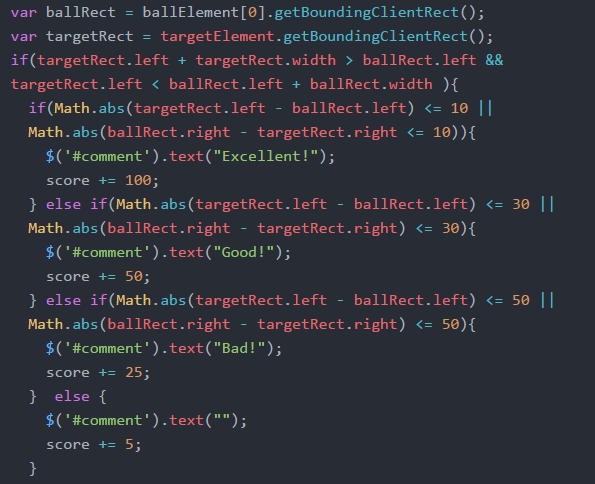 var ballRect = ballElement[0].getBoundingClientRect();
var targetRect = targetElement.getBoundingClientRect();
if(targetRect.left + targetRect.width > ballRect.left &&
targetRect.left < ballRect.left + ballRect.width ){
if(Math.abs(targetRect.left - ballRect.left) <= 10 ||
Math.abs(ballRect.right - targetRect.right <= 10)){
$('#comment').text("Excellent!");
score += 100;
} else if(Math.abs(targetRect.left - ballRect.left) <= 30 ||
Math.abs(ballRect.right - targetRect.right) <= 30){
$('#comment').text("Good!");
score += 50;
} else if(Math.abs(targetRect.left - ballRect.left) <= 50 ||
Math.abs(ballRect.right - targetRect.right) <= 50){
$('#comment').text("Bad!");
score += 25;
}  else {
$('#comment').text("");
score += 5;
}